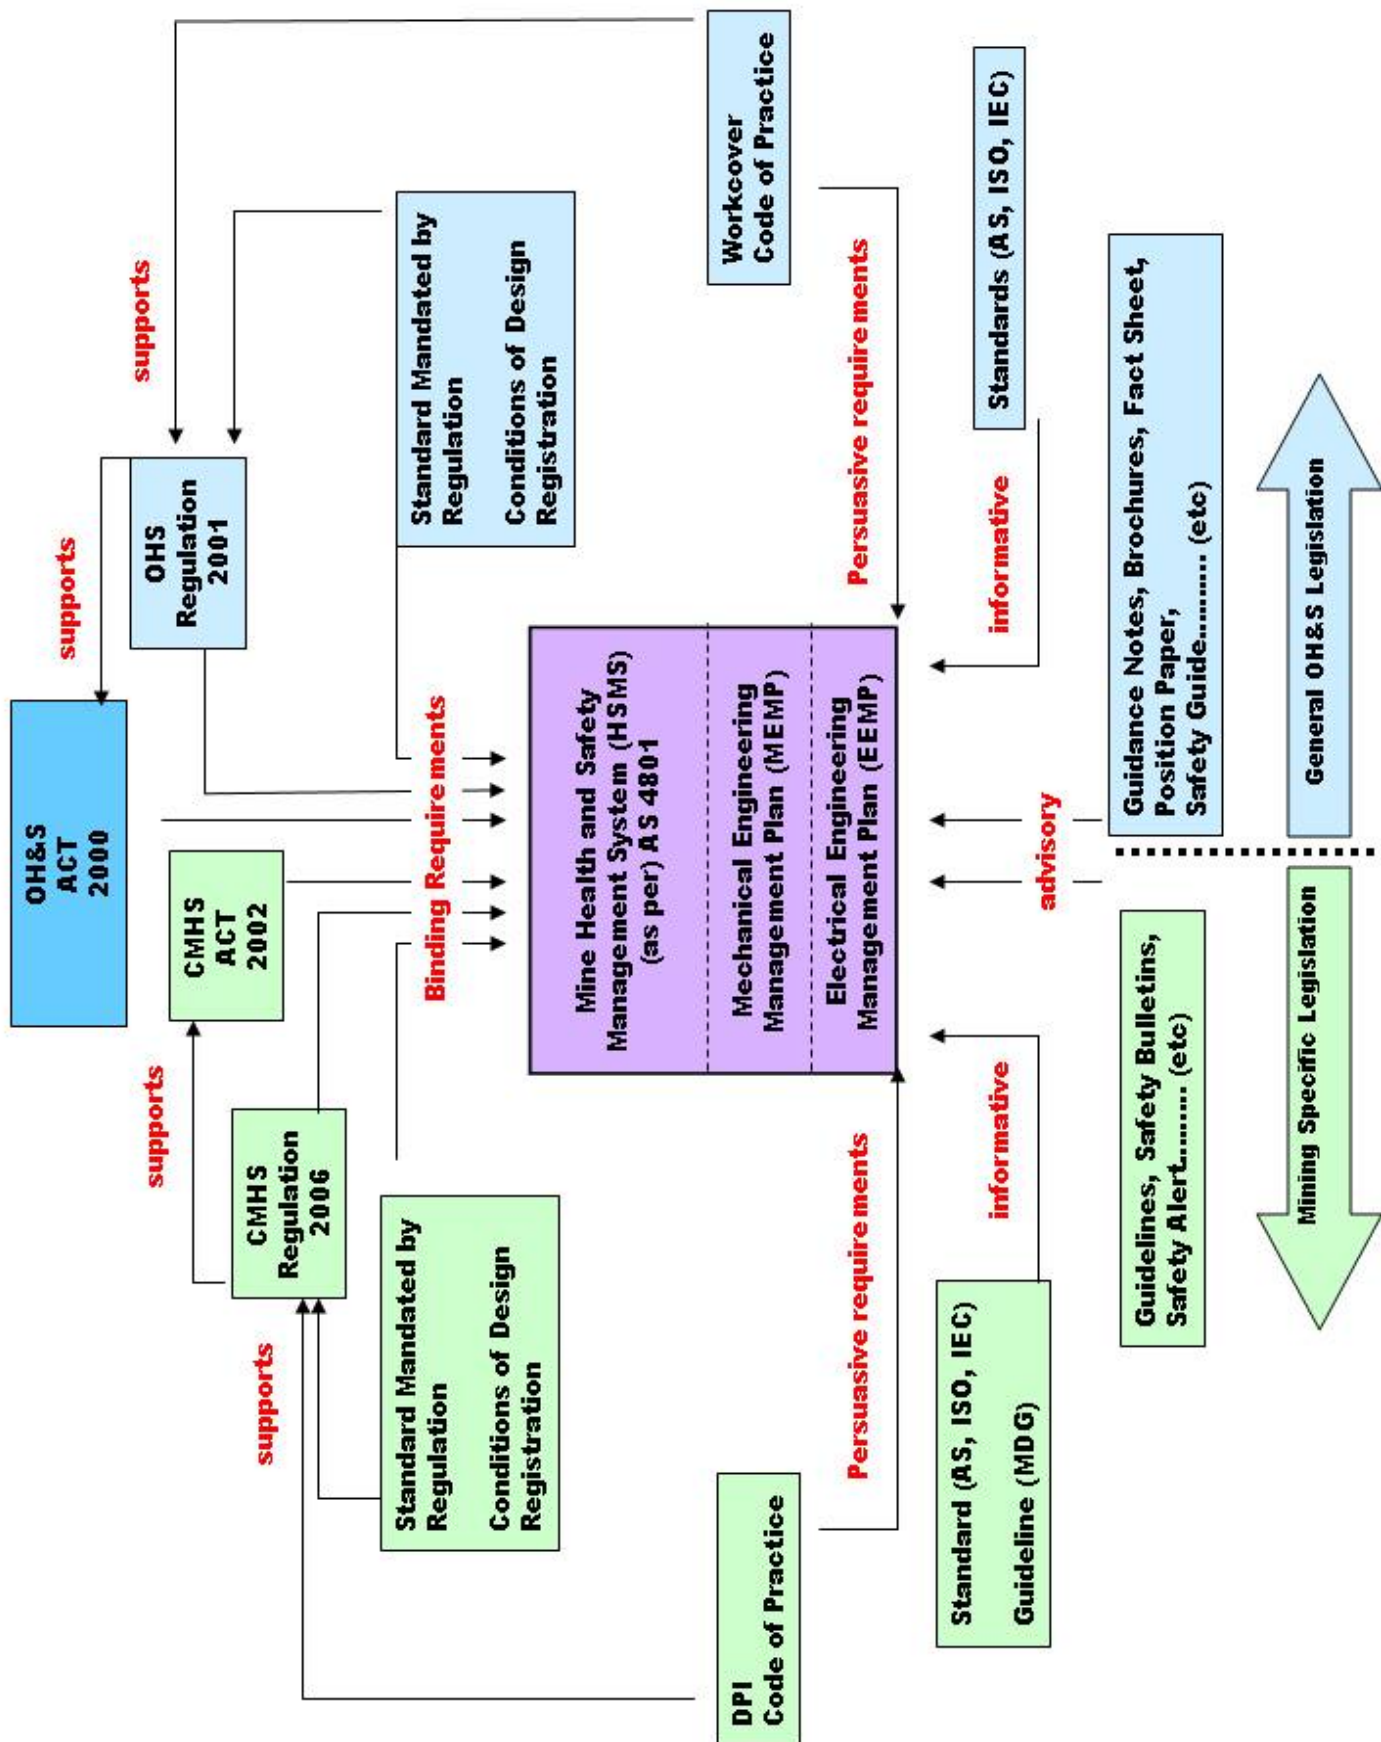 OH&S
ACT
2000
supports
supports
OHS
Regulation
2001
CMHS
ACT
2002
supports
CMHS
Regulation
2006
supports
Binding Requirements
Standard Mandated by
Regulation
Conditions of Design
Registration
Standard Mandated by
Regulation
Conditions of Design
Registration
Mine Health and Safety
Management System (HSMS)
(as per) AS 4801
Mechanical Engineering
Management Plan (MEMP)
Electrical Engineering
Management Plan (EEMP)
DPI
Code of Practice
Workcover
Code of Practice
Persuasive requirements
Persuasive requirements
Standard (AS, ISO, IEC)
Guideline (MDG)
informative
informative
Standards (AS, ISO, IEC)
advisory
Guidelines, Safety Bulletins,
Safety Alert........ (etc)
Guidance Notes, Brochures, Fact Sheet,
Position Paper,
Safety Guide.......... (etc)
Mining Specific Legislation
General OH&S Legislation